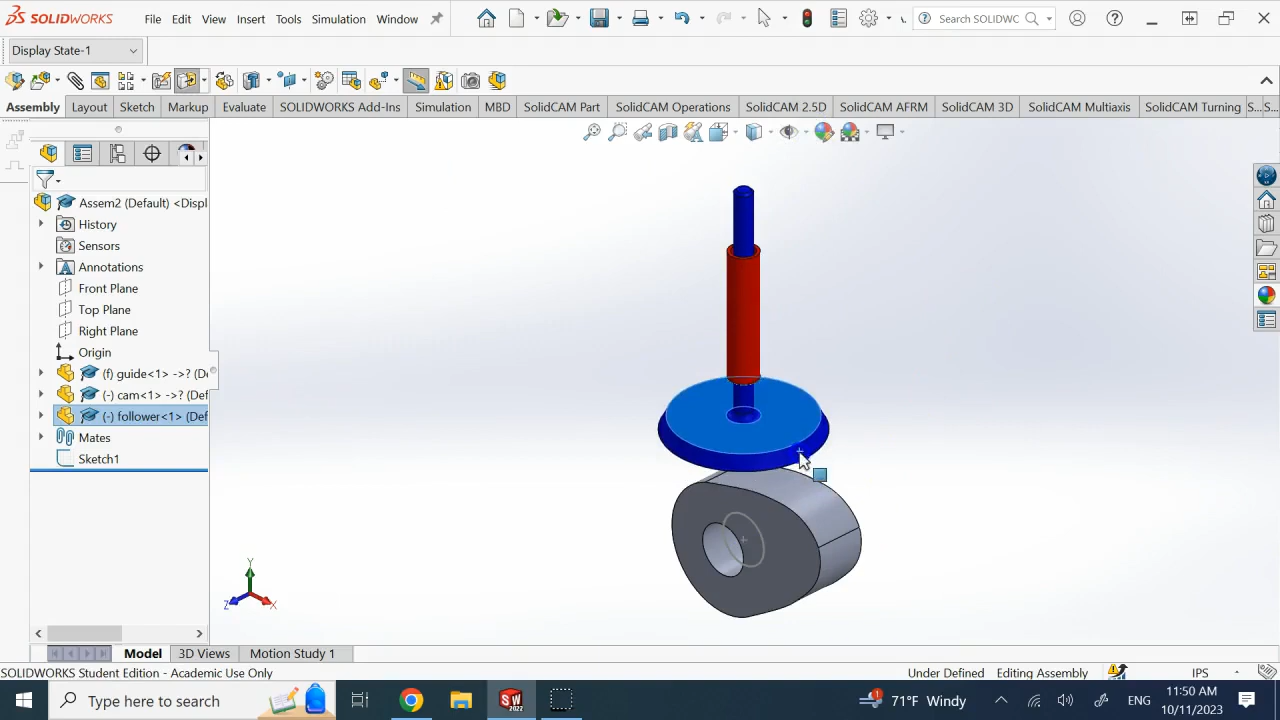 SOLIDWORKS File Edit View Insert Tools Simulation Window Search SOLIDWC
Display State-1
Assembly Layout Sketch Markup Evaluate SOLIDWORKS Add-Ins Simulation MBD SolidCAM Part SolidCAM Operations SolidCAM 2.5D SolidCAM AFRM SolidCAM 3D SolidCAM Multiaxis SolidCAM Turning S... S...
Assem2 (Default) <Displ
History
Sensors
Annotations
Front Plane
Top Plane
Right Plane
Origin
(f) guide<1> ->? (De
(-) cam<1> ->? (Def
(-) follower<1> (Def
Mates
Sketch1
Y
Z X
Model 3D Views Motion Study 1
SOLIDWORKS Student Edition - Academic Use Only Under Defined Editing Assembly IPS
Type here to search SW 2022 1 71°F Windy ENG 11:50 AM
10/11/2023